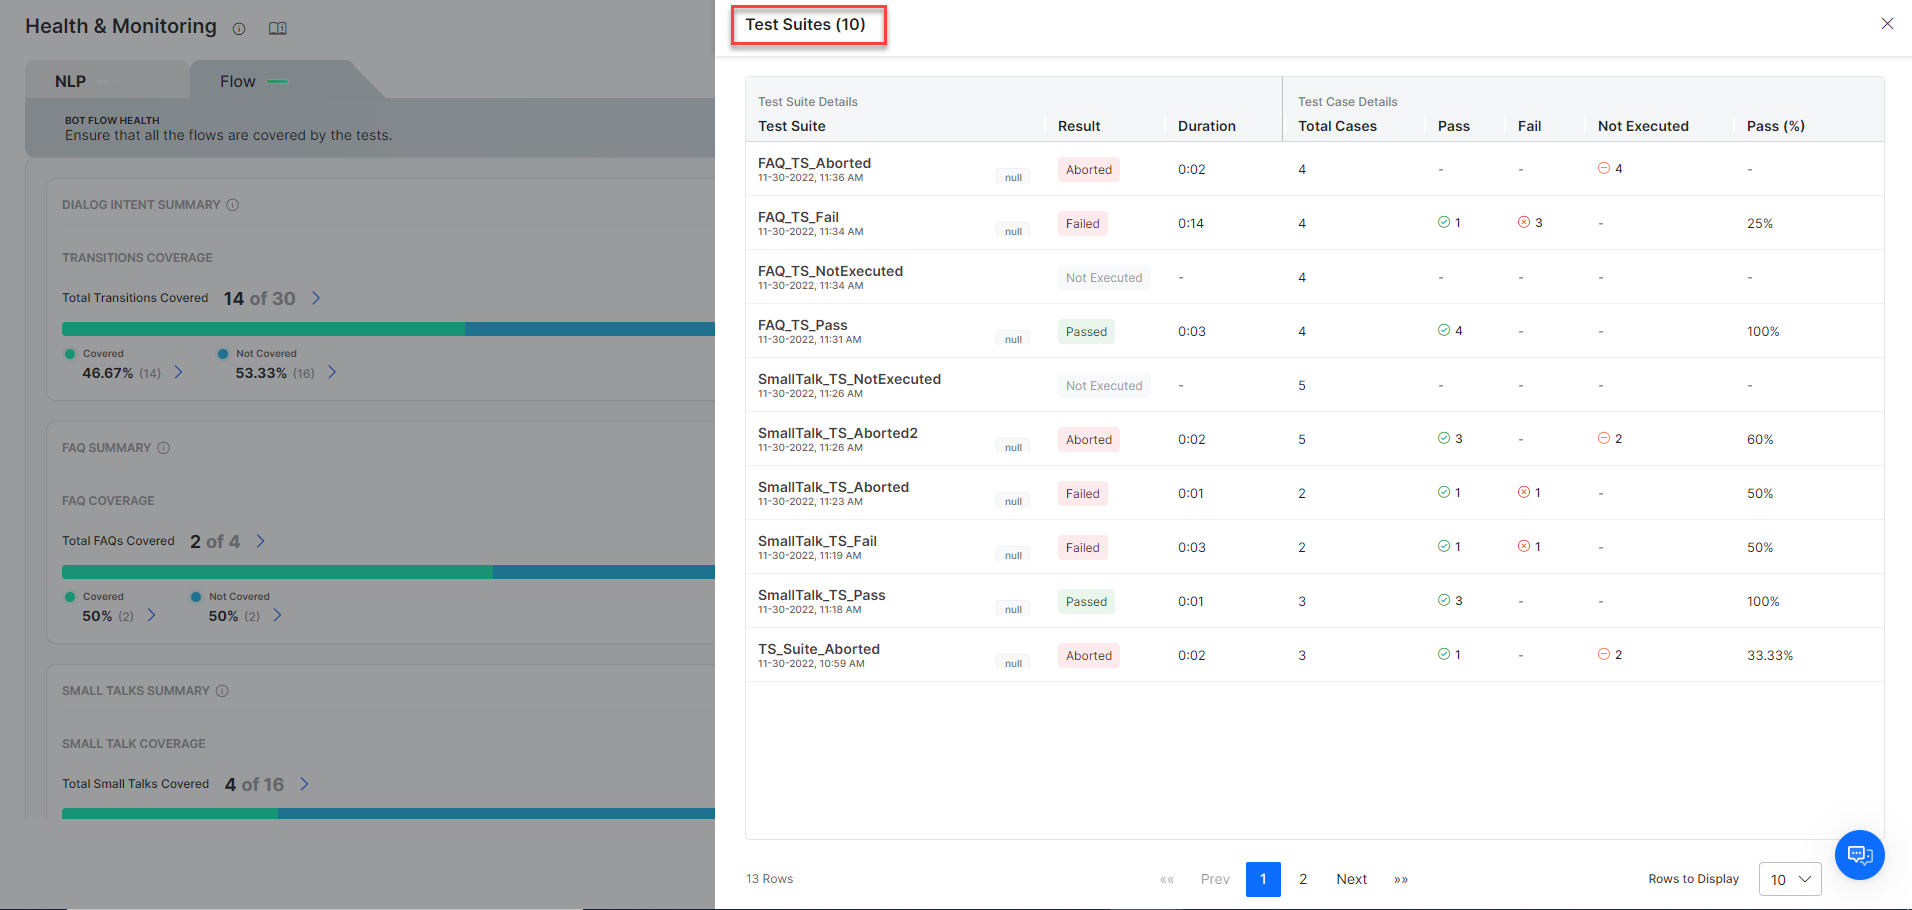 Health & Monitoring
NLP
Flow
BOT FLOW HEALTH
Ensure that all the flows are covered by the tests.
DIALOG INTENT SUMMARY
TRANSITIONS COVERAGE
Total Transitions Covered 14 of 30
Covered Not Covered
46.67% (14) 53.33% (16)
FAQ SUMMARY
FAQ COVERAGE
Total FAQs Covered 2 of 4
Covered Not Covered
50% (2) 50% (2)
SMALL TALKS SUMMARY
SMALL TALK COVERAGE
Total Small Talks Covered 4 of 16
Test Suites (10)
Test Suite Details Test Case Details
Test Suite Result Duration Total Cases Pass Fail Not Executed Pass (%)
FAQ_TS_Aborted Aborted 0:02 4 - - 4 -
11-30-2022, 11:36 AM null
FAQ_TS_Fail Failed 0:14 4 1 3 - 25%
11-30-2022, 11:34 AM null
FAQ_TS_NotExecuted Not Executed - 4 - - - -
11-30-2022, 11:34 AM
FAQ_TS_Pass Passed 0:03 4 4 - - 100%
11-30-2022, 11:31 AM null
SmallTalk_TS_NotExecuted Not Executed - 5 - - - -
11-30-2022, 11:26 AM
SmallTalk_TS_Aborted2 Aborted 0:02 5 3 - 2 60%
11-30-2022, 11:26 AM null
SmallTalk_TS_Aborted Failed 0:01 2 1 1 - 50%
11-30-2022, 11:23 AM null
SmallTalk_TS_Fail Failed 0:03 2 1 1 - 50%
11-30-2022, 11:19 AM null
SmallTalk_TS_Pass Passed 0:01 3 3 - - 100%
11-30-2022, 11:18 AM null
TS_Suite_Aborted Aborted 0:02 3 1 - 2 33.33%
11-30-2022, 10:59 AM null
13 Rows «« Prev 1 2 Next »» Rows to Display 10